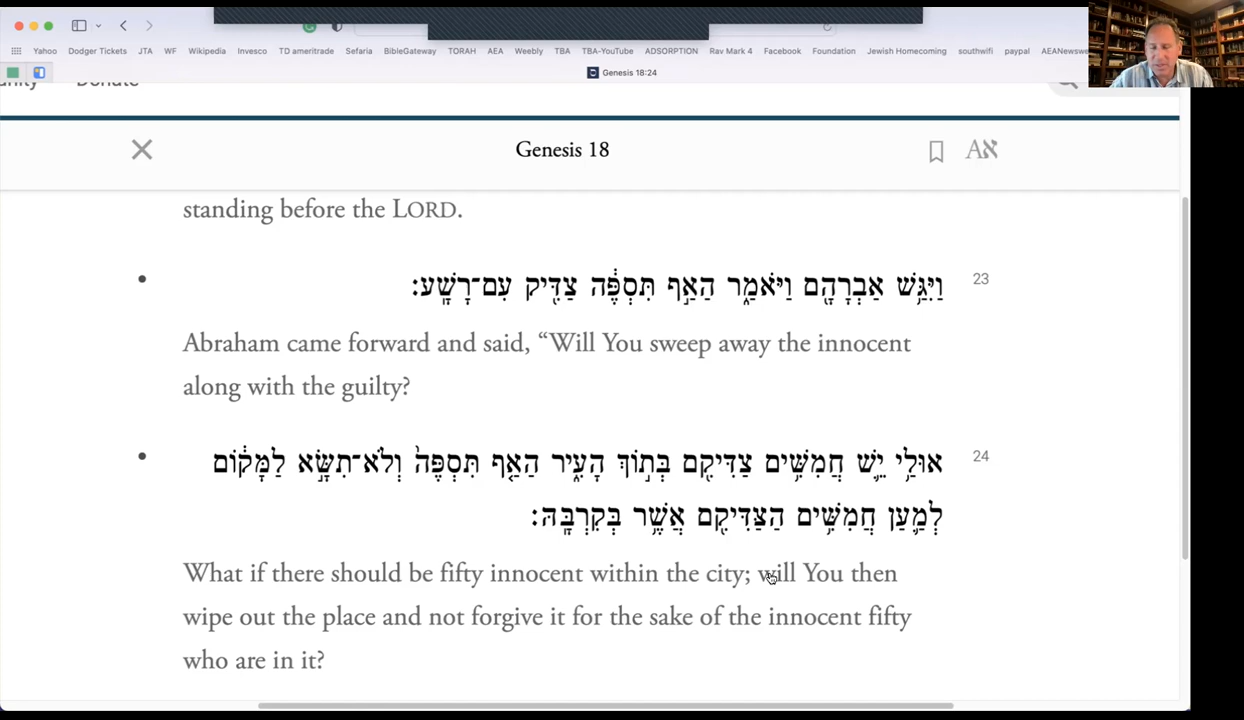 Yahoo Dodger Tickets JTA WF Wikipedia Invesco TD ameritrade Sefaria BibleGateway TORAH AEA Weebly TBA TBA-YouTube ADSORPTION Rav Mark 4 Facebook Foundation Jewish Homecoming southwifi paypal
Genesis 18:24
Donate
Genesis 18
Aא
standing before the LORD.
23
וַיִּגַּ֥שׁ אַבְרָהָ֖ם וַיֹּאמַ֑ר הַאַ֣ף תִּסְפֶּ֔ה צַדִּ֖יק עִם־רָשָֽׁע׃
Abraham came forward and said, “Will You sweep away the innocent
along with the guilty?
24
אוּלַ֥י יֵ֛שׁ חֲמִשִּׁ֥ים צַדִּיקִ֖ם בְּת֣וֹךְ הָעִ֑יר הַאַ֤ף תִּסְפֶּה֙ וְלֹא־תִשָּׂ֣א לַמָּק֔וֹם
לְמַ֛עַן חֲמִשִּׁ֥ים הַצַּדִּיקִ֖ם אֲשֶׁ֥ר בְּקִרְבָּֽהּ׃
What if there should be fifty innocent within the city; will You then
wipe out the place and not forgive it for the sake of the innocent fifty
who are in it?